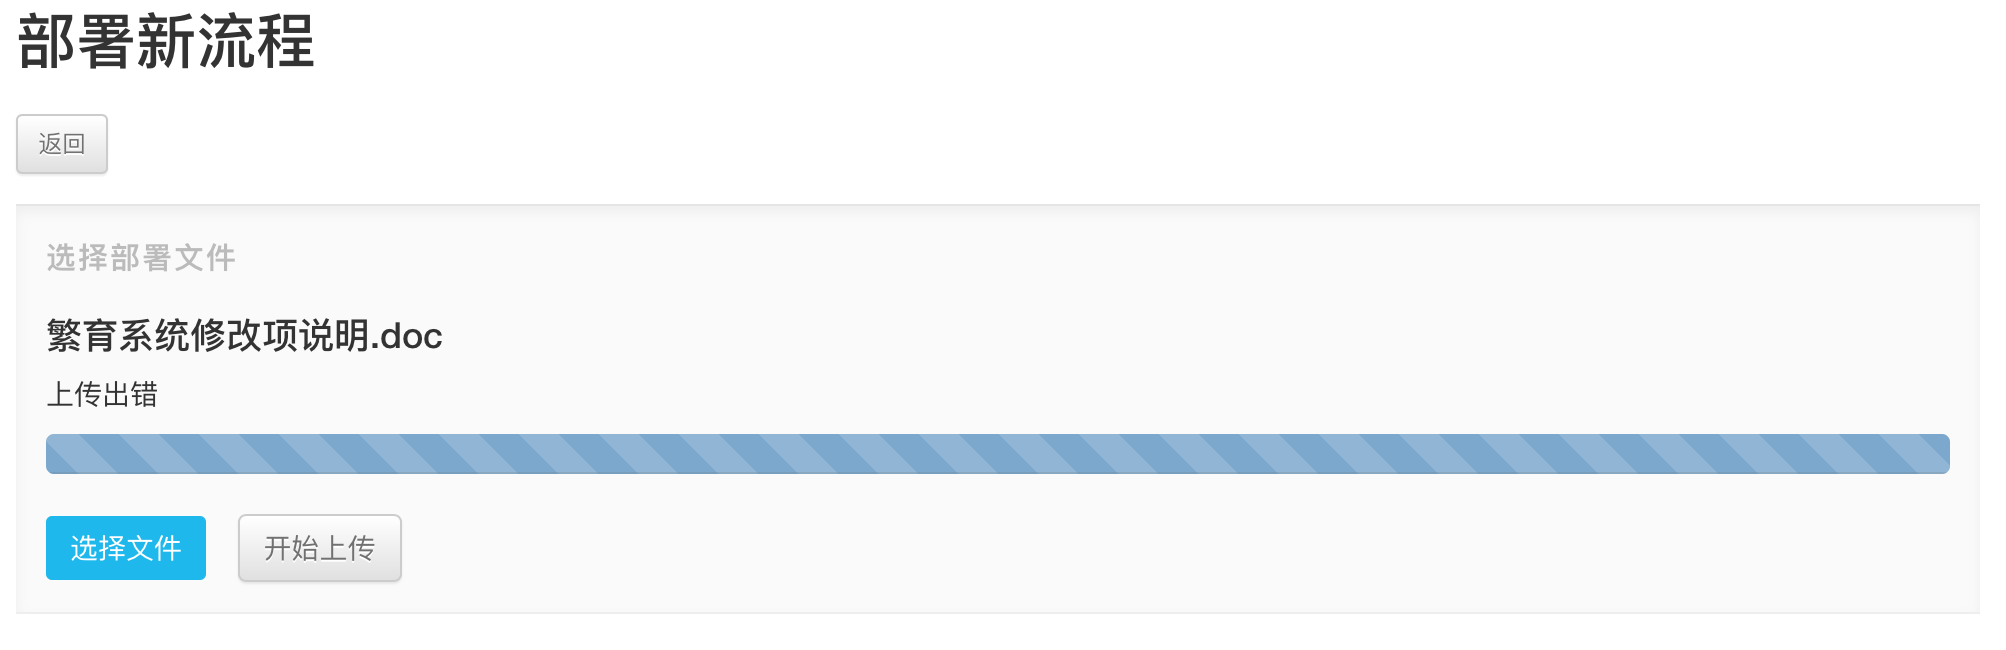 部署新流程
返回
选择部署文件
繁育系统修改项说明.doc
上传出错
选择文件 开始上传